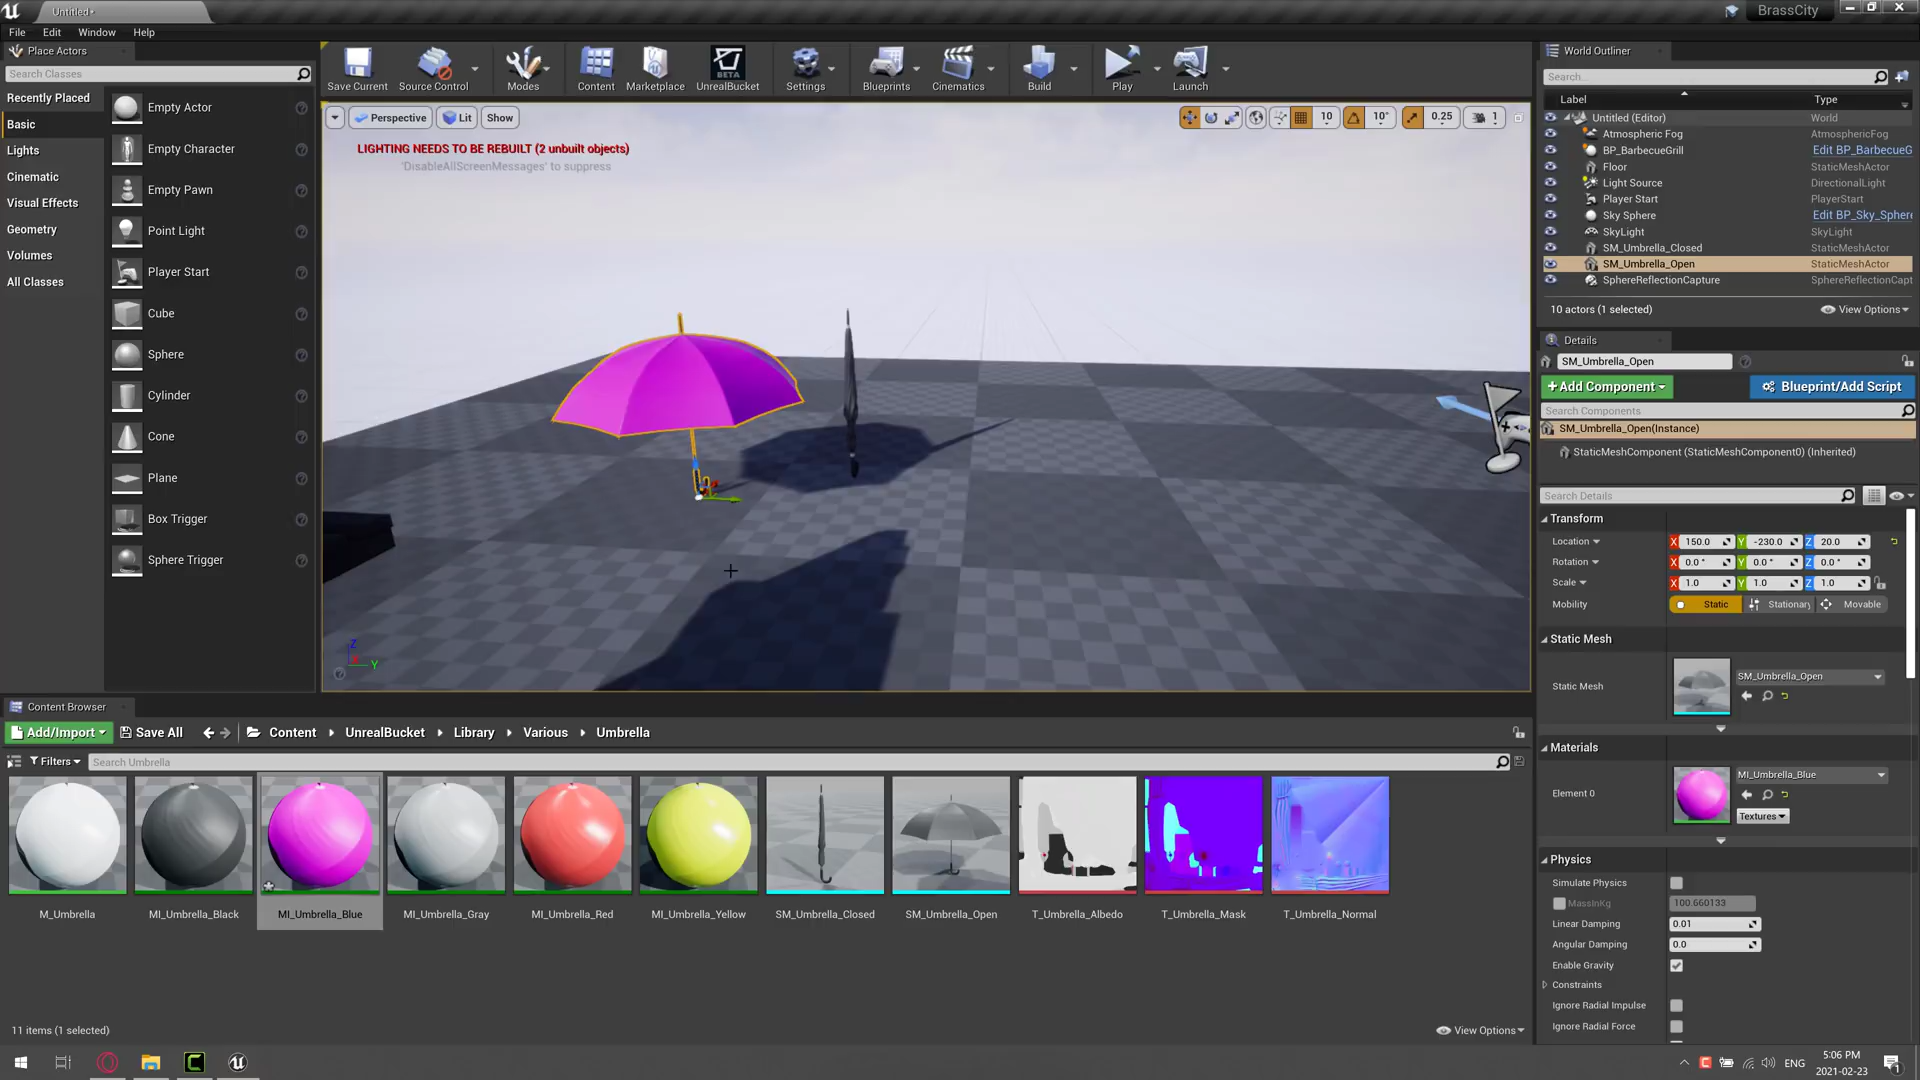 Untitled•
BrassCity
File Edit Window Help
Place Actors
Search Classes
Recently Placed
Basic
Lights
Cinematic
Visual Effects
Geometry
Volumes
All Classes
Empty Actor
Empty Character
Empty Pawn
Point Light
Player Start
Cube
Sphere
Cylinder
Cone
Plane
Box Trigger
Sphere Trigger
BETA
Save Current Source Control Modes Content Marketplace UnrealBucket Settings Blueprints Cinematics Build Play Launch
Perspective Lit Show
10 10° 0.25 1
LIGHTING NEEDS TO BE REBUILT (2 unbuilt objects)
'DisableAllScreenMessages' to suppress
Z
X
Y
World Outliner
Search...
Label Type
Untitled (Editor) World
Atmospheric Fog AtmosphericFog
BP_BarbecueGrill Edit BP_BarbecueG
Floor StaticMeshActor
Light Source DirectionalLight
Player Start PlayerStart
Sky Sphere Edit BP_Sky_Sphere
SkyLight SkyLight
SM_Umbrella_Closed StaticMeshActor
SM_Umbrella_Open StaticMeshActor
SphereReflectionCapture SphereReflectionCapt
10 actors (1 selected) View Options
Details
SM_Umbrella_Open
+Add Component Blueprint/Add Script
Search Components
SM_Umbrella_Open(Instance)
StaticMeshComponent (StaticMeshComponent0) (Inherited)
Search Details
Transform
Location X 150.0 Y -230.0 Z 20.0
Rotation X 0.0° Y 0.0° Z 0.0°
Scale X 1.0 Y 1.0 Z 1.0
Mobility Static Stationary Movable
Static Mesh
Static Mesh SM_Umbrella_Open
Materials
Element 0 MI_Umbrella_Blue
Textures
Physics
Simulate Physics
MassInKg 100.660133
Linear Damping 0.01
Angular Damping 0.0
Enable Gravity
Constraints
Ignore Radial Impulse
Ignore Radial Force
Content Browser
Add/Import Save All Content UnrealBucket Library Various Umbrella
Filters Search Umbrella
M_Umbrella MI_Umbrella_Black MI_Umbrella_Blue MI_Umbrella_Gray MI_Umbrella_Red MI_Umbrella_Yellow SM_Umbrella_Closed SM_Umbrella_Open T_Umbrella_Albedo T_Umbrella_Mask T_Umbrella_Normal
11 items (1 selected) View Options
ENG
5:06 PM
2021-02-23
1